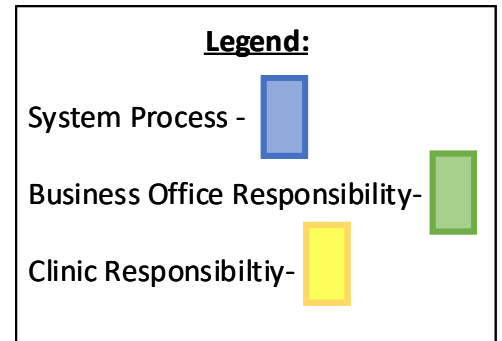 Legend:
System Process -
Business Office Responsibility-
Clinic Responsibiltiy-